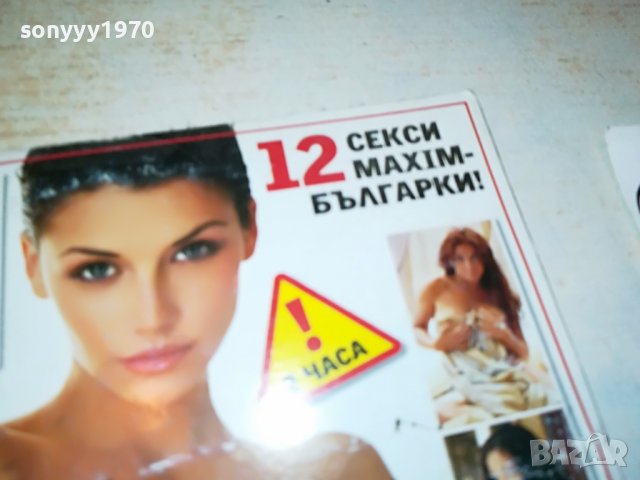 sonyyy1970
12 СЕКСИ
MAXIM-
БЪЛГАРКИ!
!
ЧАСА
BAZAR